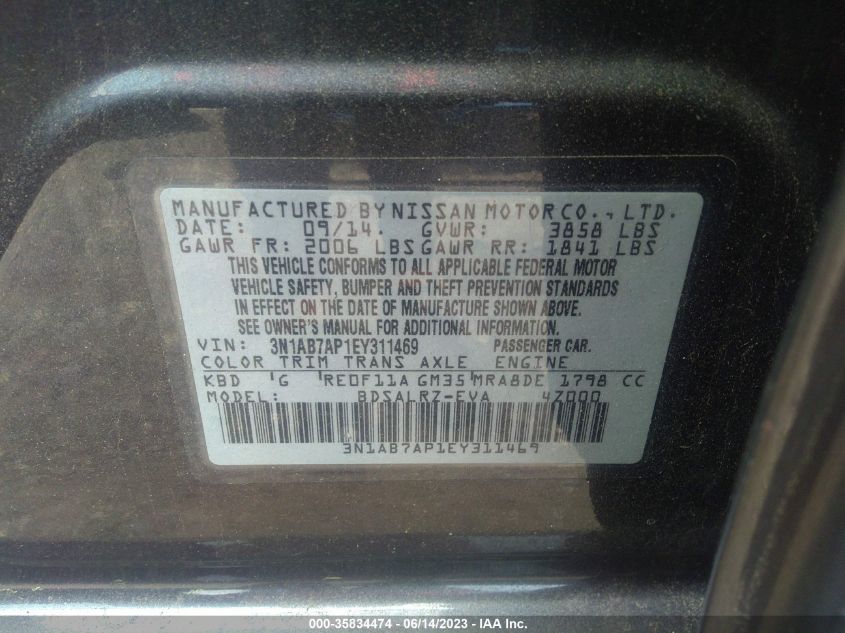 MANUFACTURED BY NISSAN MOTOR CO., LTD.
DATE: 09/14. GVWR: 3858 LBS
GAWR FR: 2006 LBS GAWR RR: 1841 LBS
THIS VEHICLE CONFORMS TO ALL APPLICABLE FEDERAL MOTOR
VEHICLE SAFETY, BUMPER AND THEFT PREVENTION STANDARDS
IN EFFECT ON THE DATE OF MANUFACTURE SHOWN ABOVE.
SEE OWNER'S MANUAL FOR ADDITIONAL INFORMATION.
VIN: 3N1AB7AP1EY311469 PASSENGER CAR.
COLOR TRIM TRANS AXLE ENGINE
KBD 'G 'RE0F11A GM35'MRA8DE 1798 CC
MODEL: BDSALRZ-EVA 4Z000
3N1AB7AP1EY311469
000-35834474 - 06/14/2023 - IAA Inc.